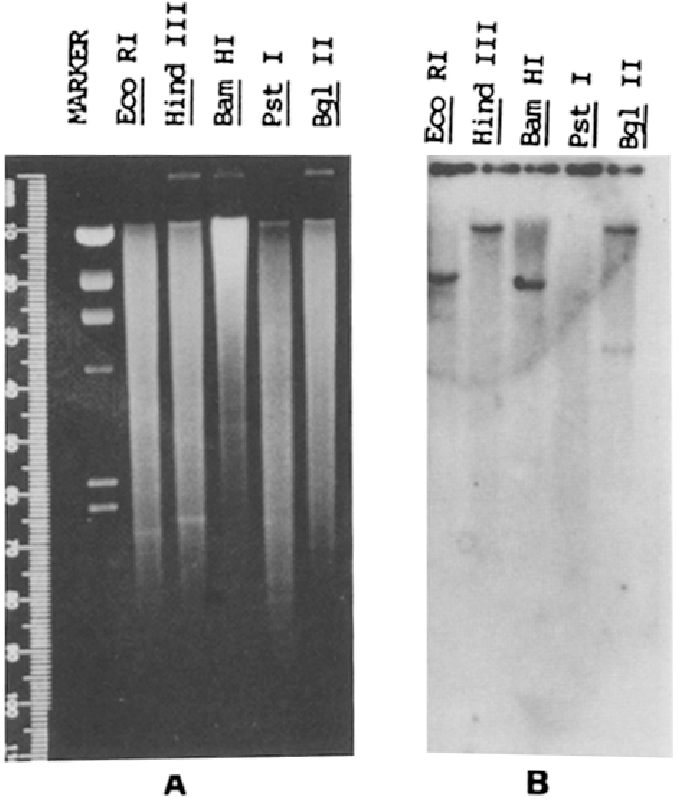 MARKER
Eco RI
Hind III
Bam HI
Pst I
Bgl II
Eco RI
Hind III
Bam HI
Pst I
Bgl II
A
B